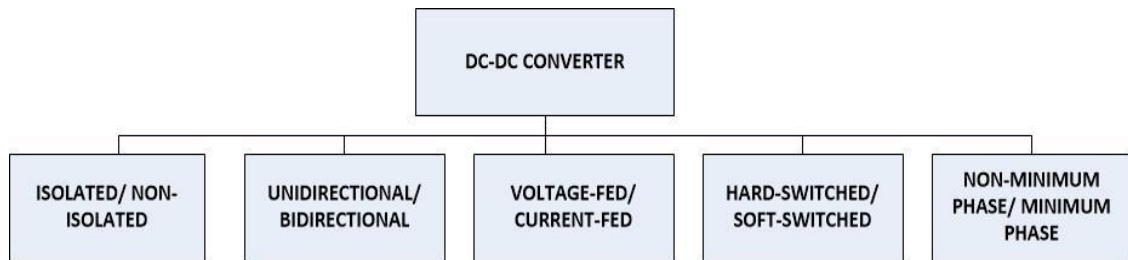 DC-DC CONVERTER
ISOLATED/ NON-
ISOLATED
UNIDIRECTIONAL/
BIDIRECTIONAL
VOLTAGE-FED/
CURRENT-FED
HARD-SWITCHED/
SOFT-SWITCHED
NON-MINIMUM
PHASE/ MINIMUM
PHASE